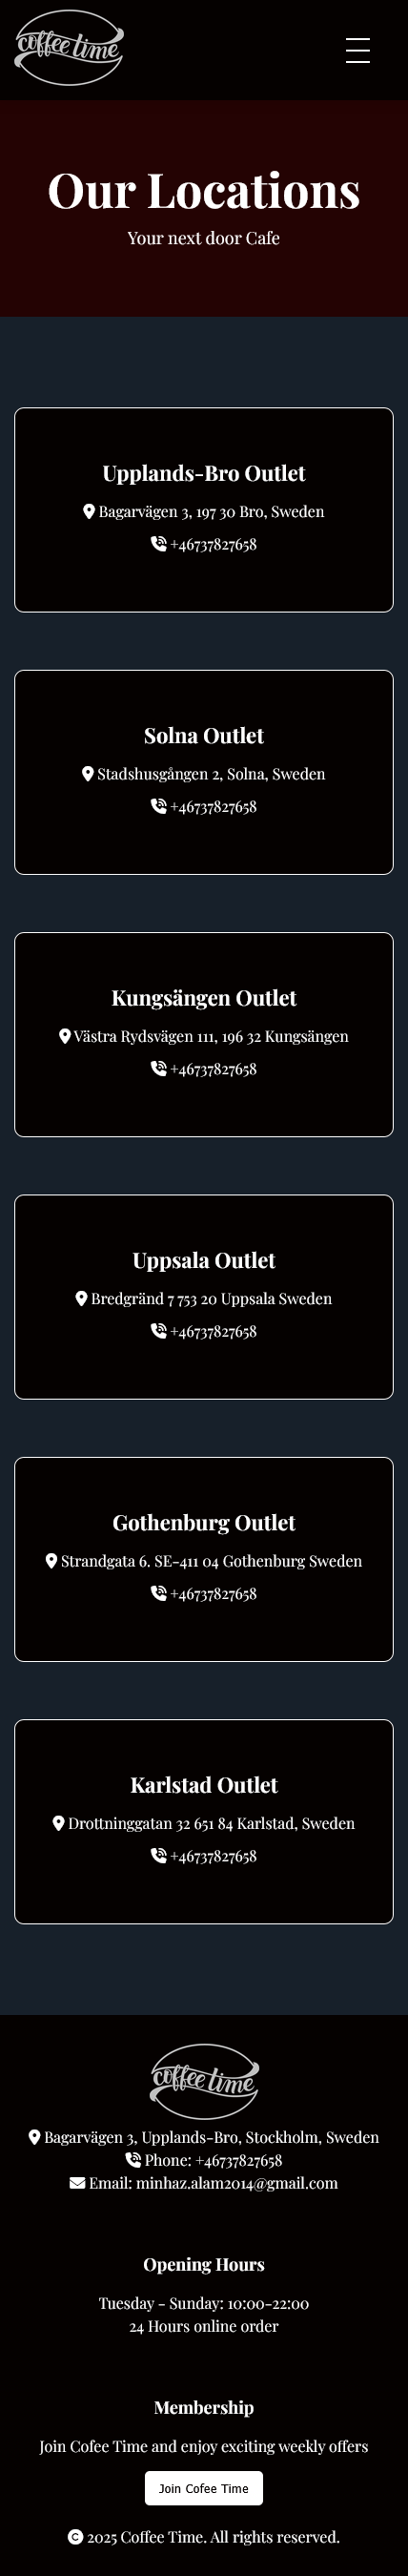 coffee time
Our Locations
Your next door Cafe
Upplands-Bro Outlet
Bagarvägen 3, 197 30 Bro, Sweden
+46737827658
Solna Outlet
Stadshusgången 2, Solna, Sweden
+46737827658
Kungsängen Outlet
Västra Rydsvägen 111, 196 32 Kungsängen
+46737827658
Uppsala Outlet
Bredgränd 7 753 20 Uppsala Sweden
+46737827658
Gothenburg Outlet
Strandgata 6. SE-411 04 Gothenburg Sweden
+46737827658
Karlstad Outlet
Drottninggatan 32 651 84 Karlstad, Sweden
+46737827658
coffee time
Bagarvägen 3, Upplands-Bro, Stockholm, Sweden
Phone: +46737827658
Email: minhaz.alam2014@gmail.com
Opening Hours
Tuesday - Sunday: 10:00-22:00
24 Hours online order
Membership
Join Cofee Time and enjoy exciting weekly offers
Join Cofee Time
© 2025 Coffee Time. All rights reserved.